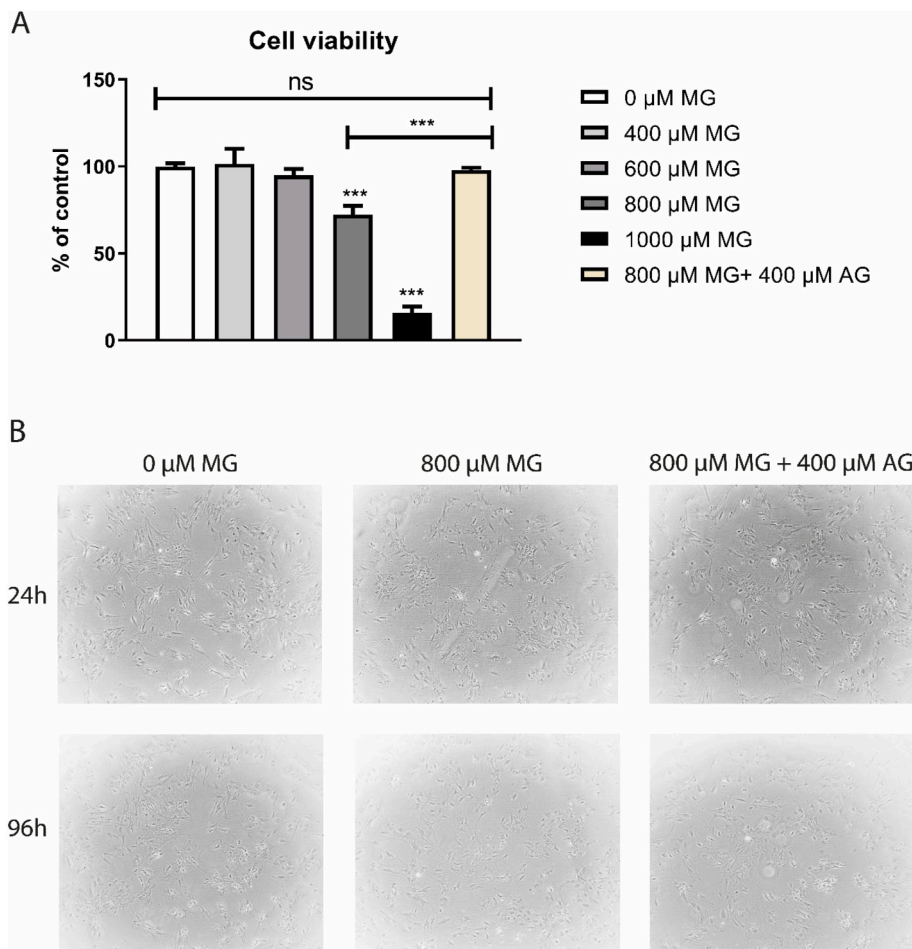 A
Cell viability
150
100
50
0
% of control
ns
***
***
***
0 µM MG
400 µM MG
600 µM MG
800 µM MG
1000 µM MG
800 µM MG+ 400 µM AG
B
0 µM MG
800 µM MG
800 µM MG + 400 µM AG
24h
96h